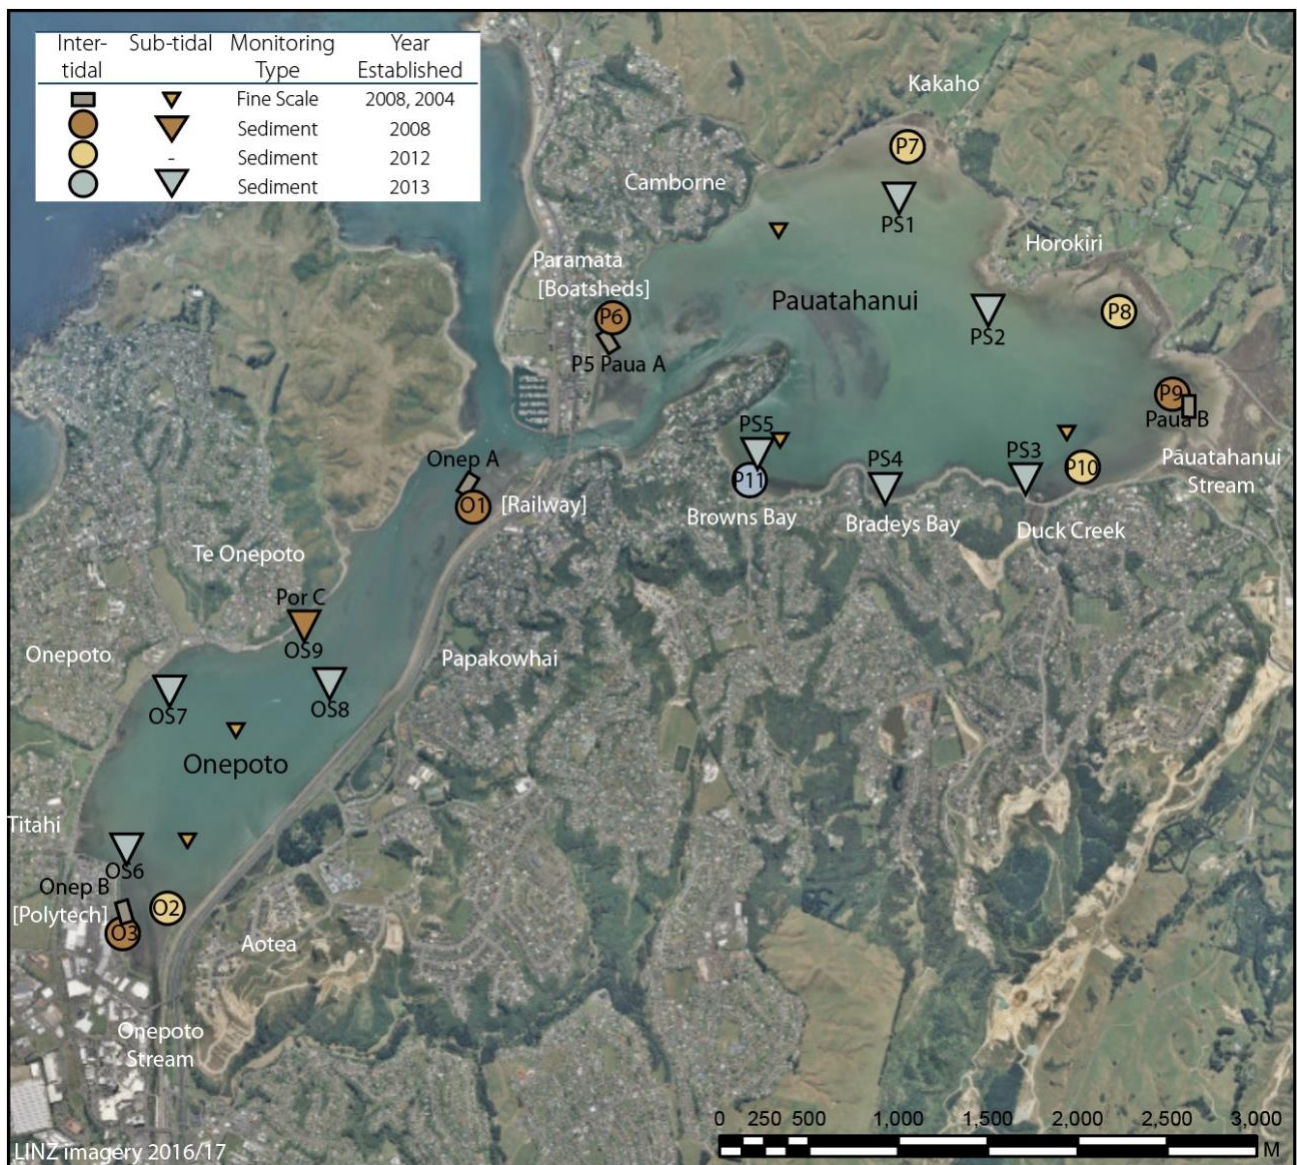 Inter-
tidal
Sub-tidal
Monitoring
Type
Year
Established
Fine Scale 2008, 2004
Sediment 2008
- Sediment 2012
Sediment 2013
Kakaho
P7
Camborne
PS1
Horokiri
Paramata
[Boatsheds]
Pauatahanui
P6
P8
PS2
P5 Paua A
P9
Paua B
PS5
Onep A
PS4
PS3
P10
Pāuatahanui
Stream
P11
O1
[Railway]
Browns Bay
Bradeys Bay
Duck Creek
Te Onepoto
Por C
OS9
Onepoto
Papakowhai
OS7
OS8
Onepoto
Titahi
OS6
Onep B
[Polytech]
O2
O3
Aotea
Onepoto
Stream
0 250 500 1,000 1,500 2,000 2,500 3,000
M
LINZ imagery 2016/17